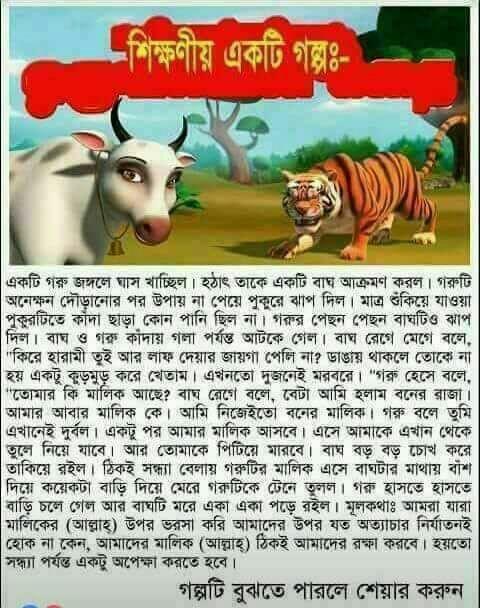 শিক্ষণীয় একটি গল্পঃ-
একটি গরু জঙ্গলে ঘাস খাচ্ছিল। হঠাৎ তাকে একটি বাঘ আক্রমণ করল। গরুটি
অনেক্ষন দৌড়ানোর পর উপায় না পেয়ে পুকুরে ঝাপ দিল। মাত্র শুঁকিয়ে যাওয়া
পুকুরটিতে কাঁদা ছাড়া কোন পানি ছিল না। গরুর পেছন পেছন বাঘটিও ঝাপ
দিল। বাঘ ও গরু কাঁদায় গলা পর্যন্ত আটকে গেল। বাঘ রেগে মেগে বলে,
"কিরে হারামী তুই আর লাফ দেয়ার জায়গা পেলি না? ডাঙায় থাকলে তোকে না
হয় একটু কুড়মুড় করে খেতাম। এখনতো দুজনেই মরবরে। "গরু হেসে বলে,
"তোমার কি মালিক আছে? বাঘ রেগে বলে, বেটা আমি হলাম বনের রাজা।
আমার আবার মালিক কে। আমি নিজেইতো বনের মালিক। গরু বলে তুমি
এখানেই দুর্বল। একটু পর আমার মালিক আসবে। এসে আমাকে এখান থেকে
তুলে নিয়ে যাবে। আর তোমাকে পিটিয়ে মারবে। বাঘ বড় বড় চোখ করে
তাকিয়ে রইল। ঠিকই সন্ধ্যা বেলায় গরুটির মালিক এসে বাঘটার মাথায় বাঁশ
দিয়ে কয়েকটা বাড়ি দিয়ে মেরে গরুটিকে টেনে তুলল। গরু হাসতে হাসতে
বাড়ি চলে গেল আর বাঘটি মরে একা একা পড়ে রইল। মূলকথাঃ আমরা যারা
মালিকের (আল্লাহ্) উপর ভরসা করি আমাদের উপর যত অত্যাচার নির্যাতনই
হোক না কেন, আমাদের মালিক (আল্লাহ্) ঠিকই আমাদের রক্ষা করবে। হয়তো
সন্ধ্যা পর্যন্ত একটু অপেক্ষা করতে হবে।
গল্পটি বুঝতে পারলে শেয়ার করুন